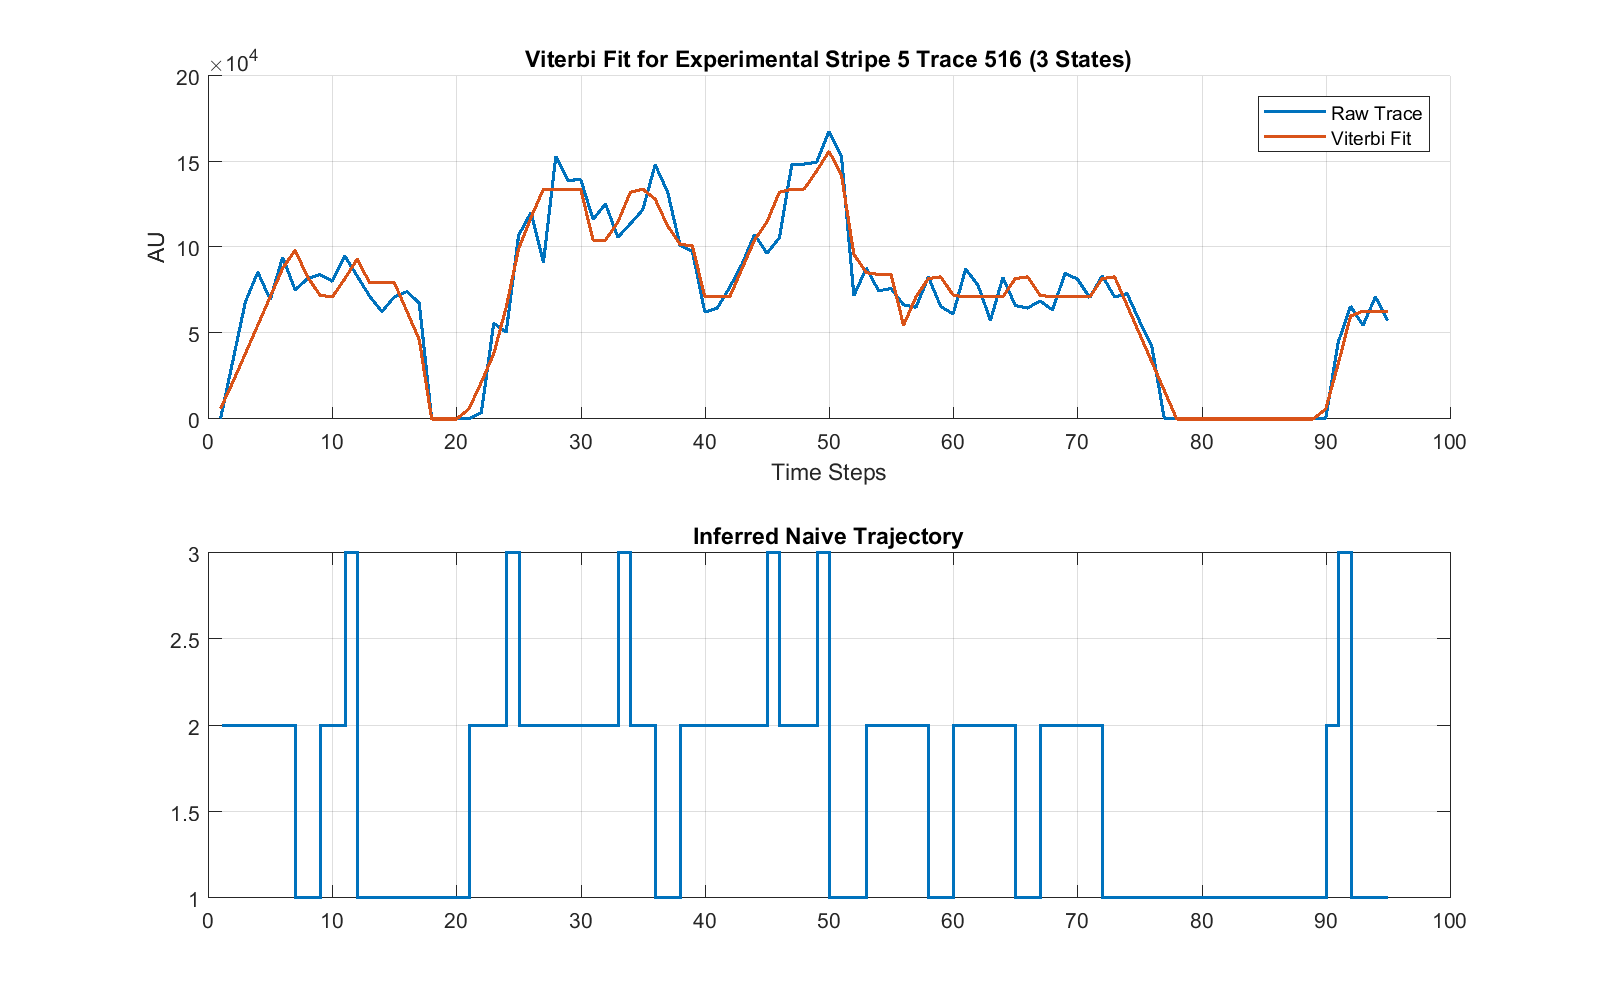 Viterbi Fit for Experimental Stripe 5 Trace 516 (3 States)
×10^4
20
15
10
5
0
AU
Raw Trace
Viterbi Fit
0 10 20 30 40 50 60 70 80 90 100
Time Steps
Inferred Naive Trajectory
3
2.5
2
1.5
1
0 10 20 30 40 50 60 70 80 90 100